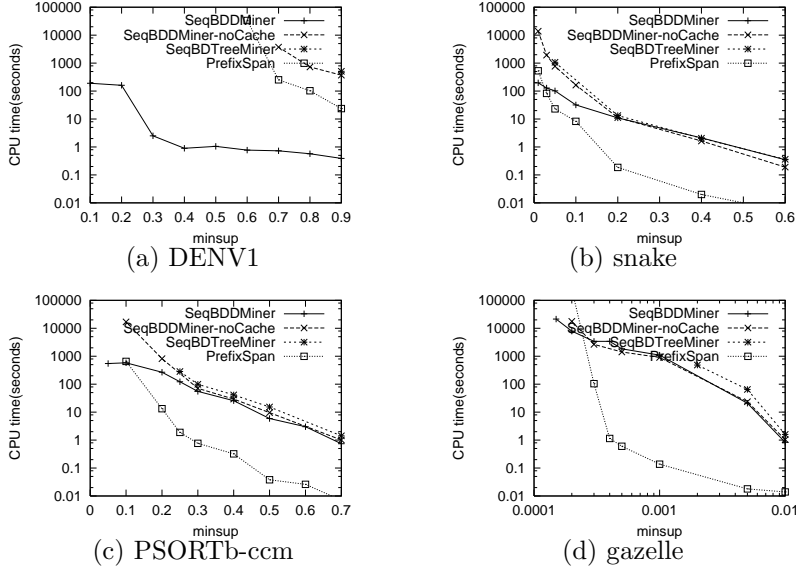 100000
10000
1000
100
10
1
0.1
0.01
CPU time(seconds)
0.1 0.2 0.3 0.4 0.5 0.6 0.7 0.8 0.9
minsup
SeqBDDMiner
SeqBDDMiner-noCache
SeqBDTreeMiner
PrefixSpan
(a) DENV1
100000
10000
1000
100
10
1
0.1
0.01
CPU time(seconds)
0 0.1 0.2 0.3 0.4 0.5 0.6
minsup
SeqBDDMiner
SeqBDDMiner-noCache
SeqBDTreeMiner
PrefixSpan
(b) snake
100000
10000
1000
100
10
1
0.1
0.01
CPU time(seconds)
0 0.1 0.2 0.3 0.4 0.5 0.6 0.7
minsup
SeqBDDMiner
SeqBDDMiner-noCache
SeqBDTreeMiner
PrefixSpan
(c) PSORTb-ccm
100000
10000
1000
100
10
1
0.1
0.01
CPU time(seconds)
0.0001 0.001 0.01
minsup
SeqBDDMiner
SeqBDDMiner-noCache
SeqBDTreeMiner
PrefixSpan
(d) gazelle